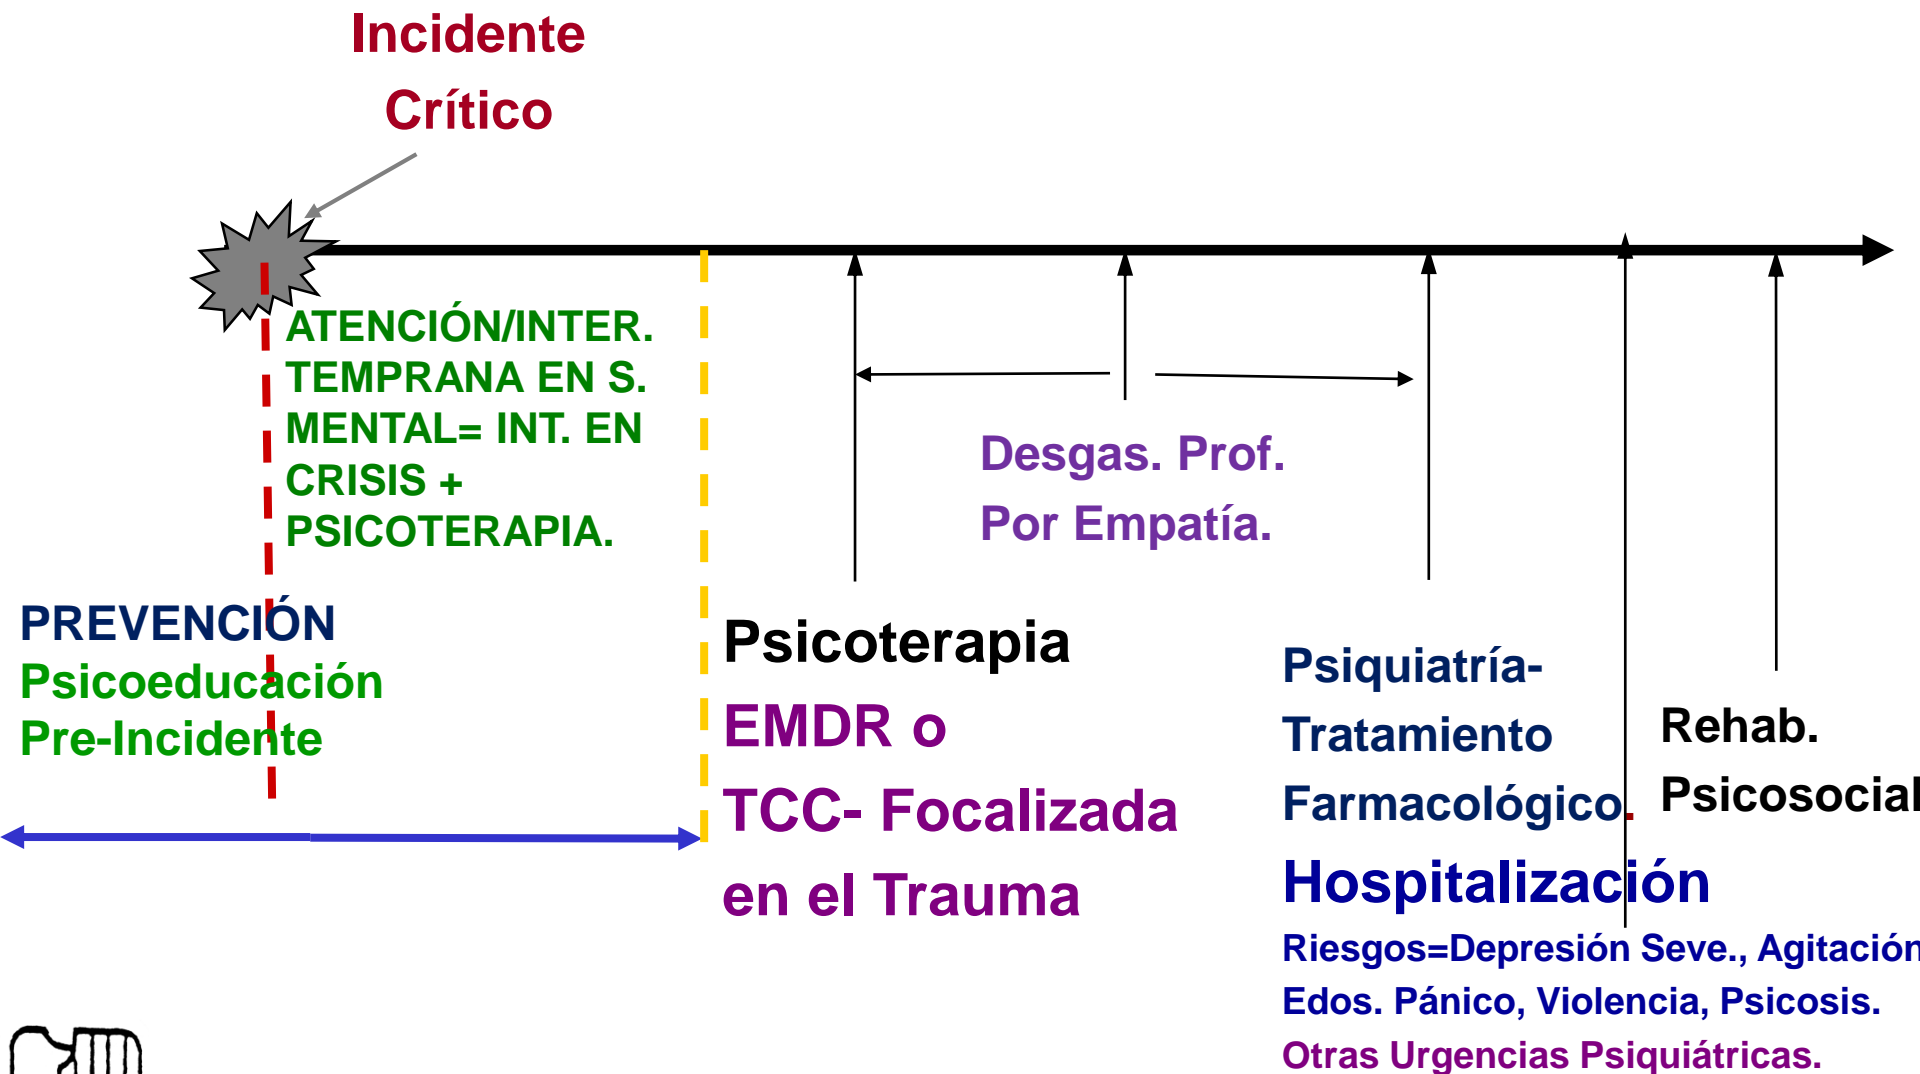 Incidente
Crítico
ATENCIÓN/INTER.
TEMPRANA EN S.
MENTAL= INT. EN
CRISIS +
PSICOTERAPIA.
PREVENCIÓN
Psicoeducación
Pre-Incidente
Desgas. Prof.
Por Empatía.
Psicoterapia
EMDR o
TCC- Focalizada
en el Trauma
Psiquiatría-
Tratamiento
Farmacológico.
Hospitalización
Riesgos=Depresión Seve., Agitación
Edos. Pánico, Violencia, Psicosis.
Otras Urgencias Psiquiátricas.
Rehab.
Psicosocial